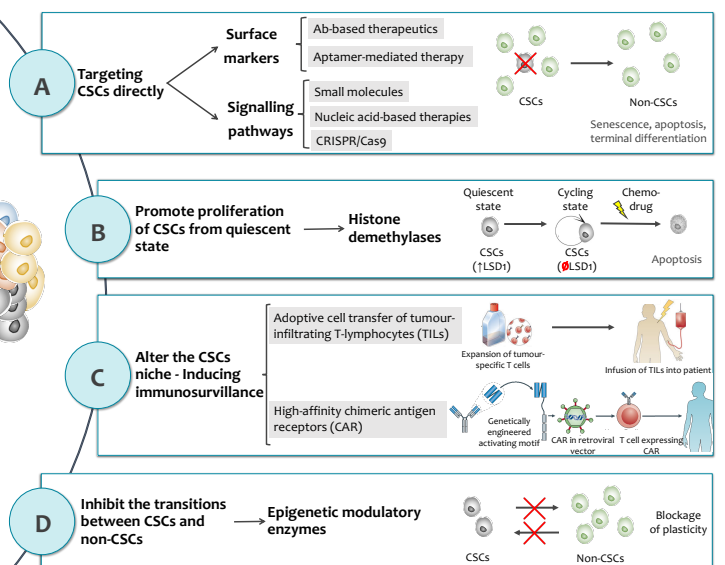 A
Targeting
CSCs directly
Surface
markers
Ab-based therapeutics
Aptamer-mediated therapy
Signalling
pathways
Small molecules
Nucleic acid-based therapies
CRISPR/Cas9
CSCs
Non-CSCs
Senescence, apoptosis,
terminal differentiation
B
Promote proliferation
of CSCs from quiescent
state
Histone
demethylases
Quiescent
state
CSCs
(↑LSD1)
Cycling
state
CSCs
(ØLSD1)
Chemo-
drug
Apoptosis
C
Alter the CSCs
niche - Inducing
immunosurvillance
Adoptive cell transfer of tumour-
infiltrating T-lymphocytes (TILs)
Expansion of tumour-
specific T cells
Infusion of TILs into patient
High-affinity chimeric antigen
receptors (CAR)
Genetically
engineered
activating motif
CAR in retroviral
vector
T cell expressing
CAR
D
Inhibit the transitions
between CSCs and
non-CSCs
Epigenetic modulatory
enzymes
CSCs
Non-CSCs
Blockage
of plasticity